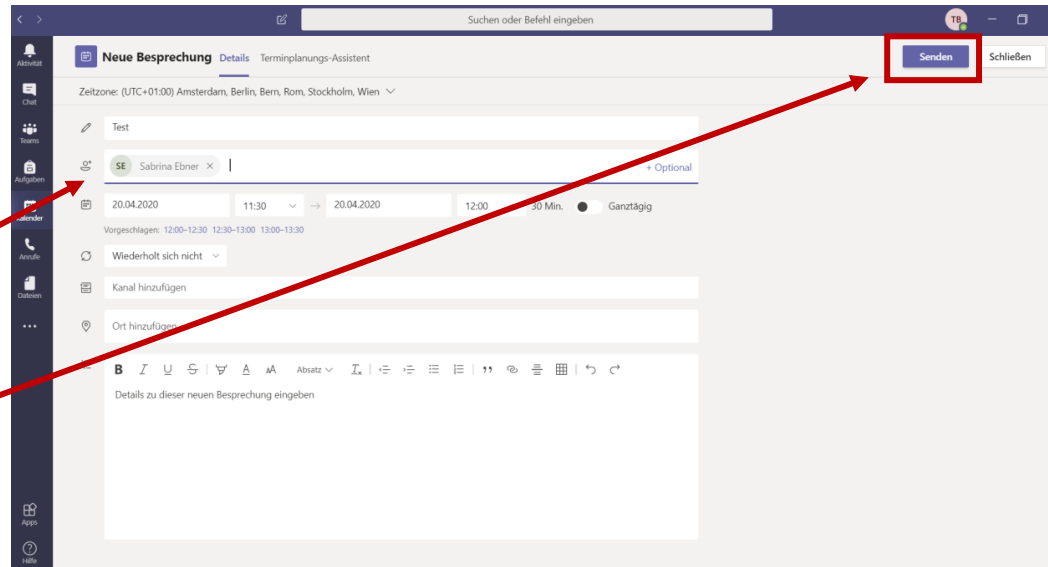 Suchen oder Befehl eingeben
TB
Aktivität
Chat
Teams
Aufgaben
Kalender
Anrufe
Dateien
Apps
Hilfe
Neue Besprechung Details Terminplanungs-Assistent
Senden Schließen
Zeitzone: (UTC+01:00) Amsterdam, Berlin, Bern, Rom, Stockholm, Wien
Test
SE Sabrina Ebner × + Optional
20.04.2020 11:30 → 20.04.2020 12:00 30 Min. Ganztägig
Vorgeschlagen: 12:00–12:30 12:30–13:00 13:00–13:30
Wiederholt sich nicht
Kanal hinzufügen
Ort hinzufügen
B I U S A AA Absatz
Details zu dieser neuen Besprechung eingeben